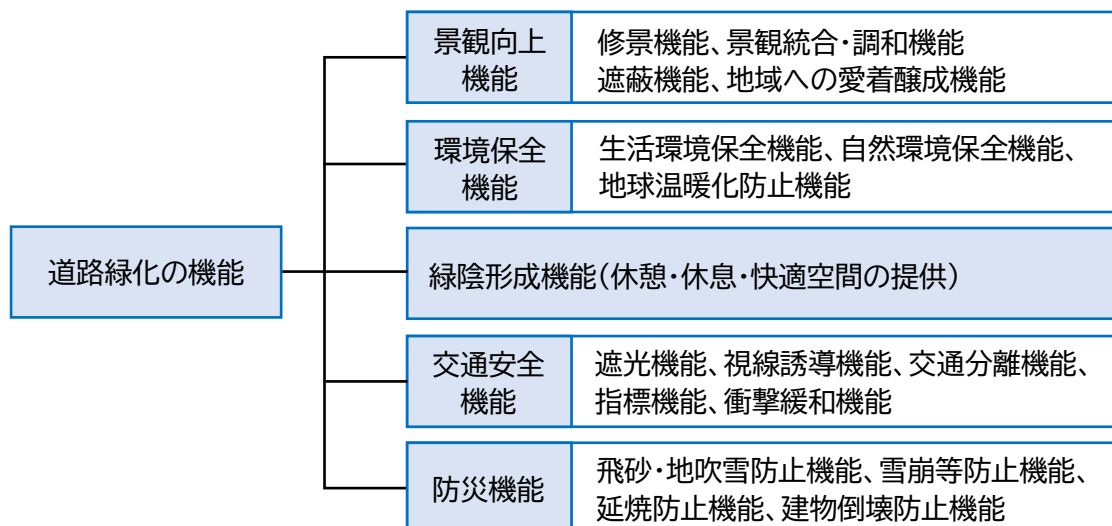 道路緑化の機能
景観向上
機能
修景機能、景観統合・調和機能
遮蔽機能、地域への愛着醸成機能
環境保全
機能
生活環境保全機能、自然環境保全機能、
地球温暖化防止機能
緑陰形成機能(休憩・休息・快適空間の提供)
交通安全
機能
遮光機能、視線誘導機能、交通分離機能、
指標機能、衝撃緩和機能
防災機能
飛砂・地吹雪防止機能、雪崩等防止機能、
延焼防止機能、建物倒壊防止機能